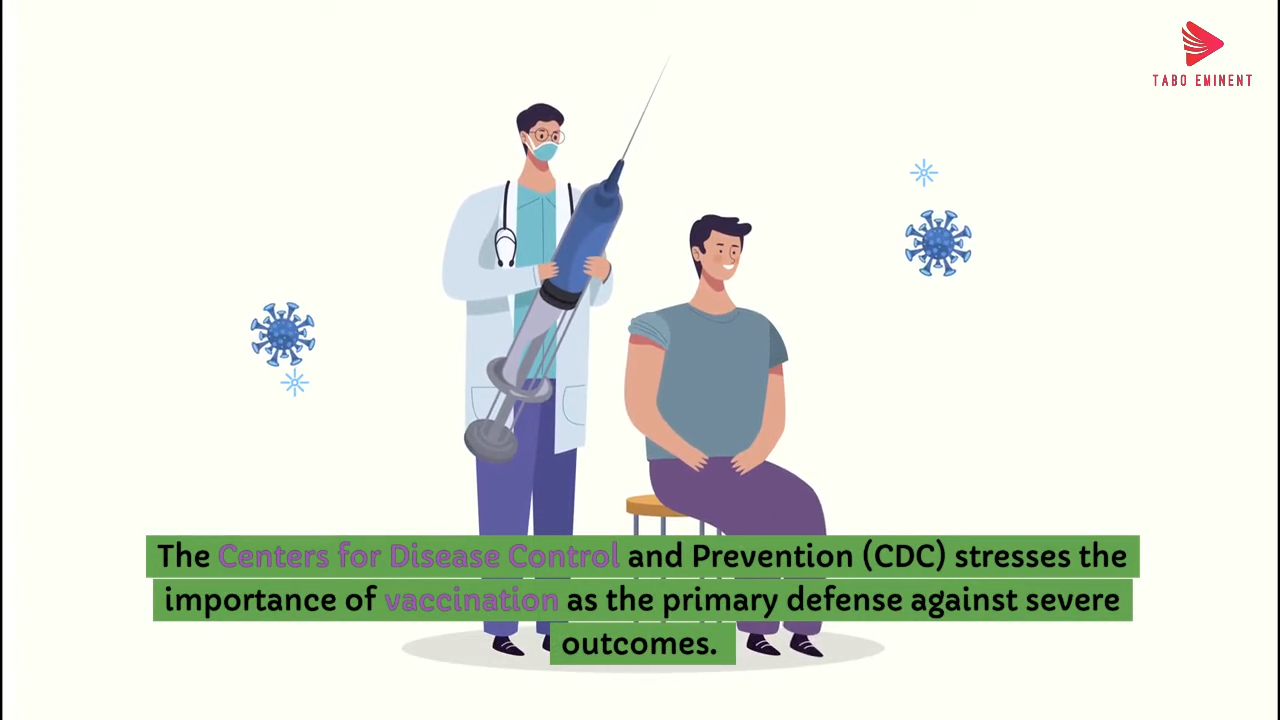 TABO EMINENT
The Centers for Disease Control and Prevention (CDC) stresses the
importance of vaccination as the primary defense against severe
outcomes.